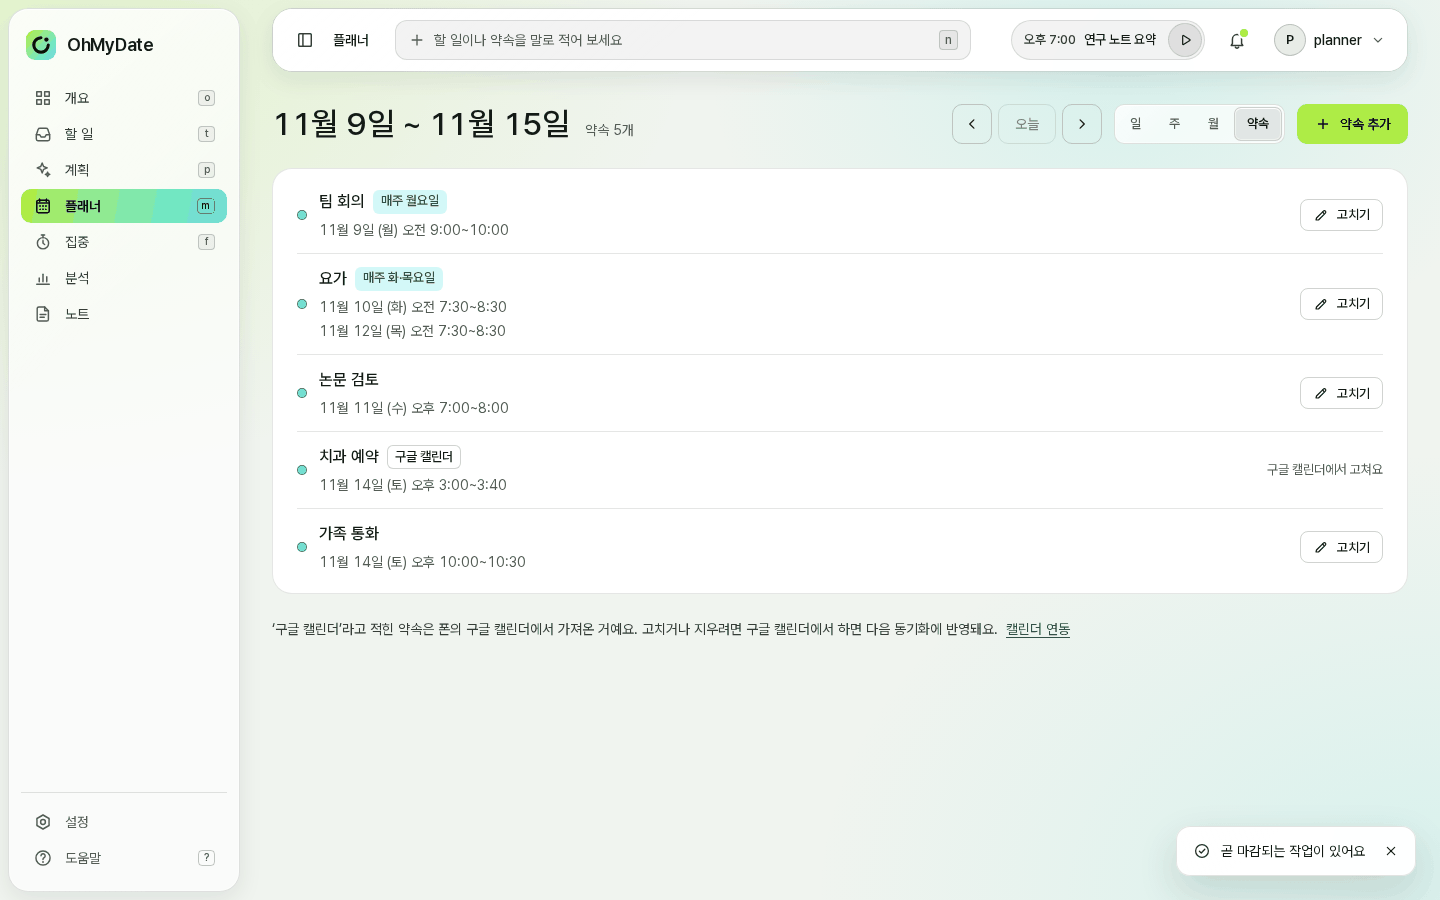 OhMyDate
개요 o
할 일 t
계획 p
플래너 m
집중 f
분석
노트
설정
도움말 ?
플래너
할 일이나 약속을 말로 적어 보세요 n
오후 7:00 연구 노트 요약
P planner
11월 9일 ~ 11월 15일 약속 5개
오늘
일 주 월 약속
약속 추가
팀 회의 매주 월요일
11월 9일 (월) 오전 9:00~10:00
고치기
요가 매주 화·목요일
11월 10일 (화) 오전 7:30~8:30
11월 12일 (목) 오전 7:30~8:30
고치기
논문 검토
11월 11일 (수) 오후 7:00~8:00
고치기
치과 예약 구글 캘린더
11월 14일 (토) 오후 3:00~3:40
구글 캘린더에서 고쳐요
가족 통화
11월 14일 (토) 오후 10:00~10:30
고치기
‘구글 캘린더’라고 적힌 약속은 폰의 구글 캘린더에서 가져온 거예요. 고치거나 지우려면 구글 캘린더에서 하면 다음 동기화에 반영돼요. 캘린더 연동
곧 마감되는 작업이 있어요